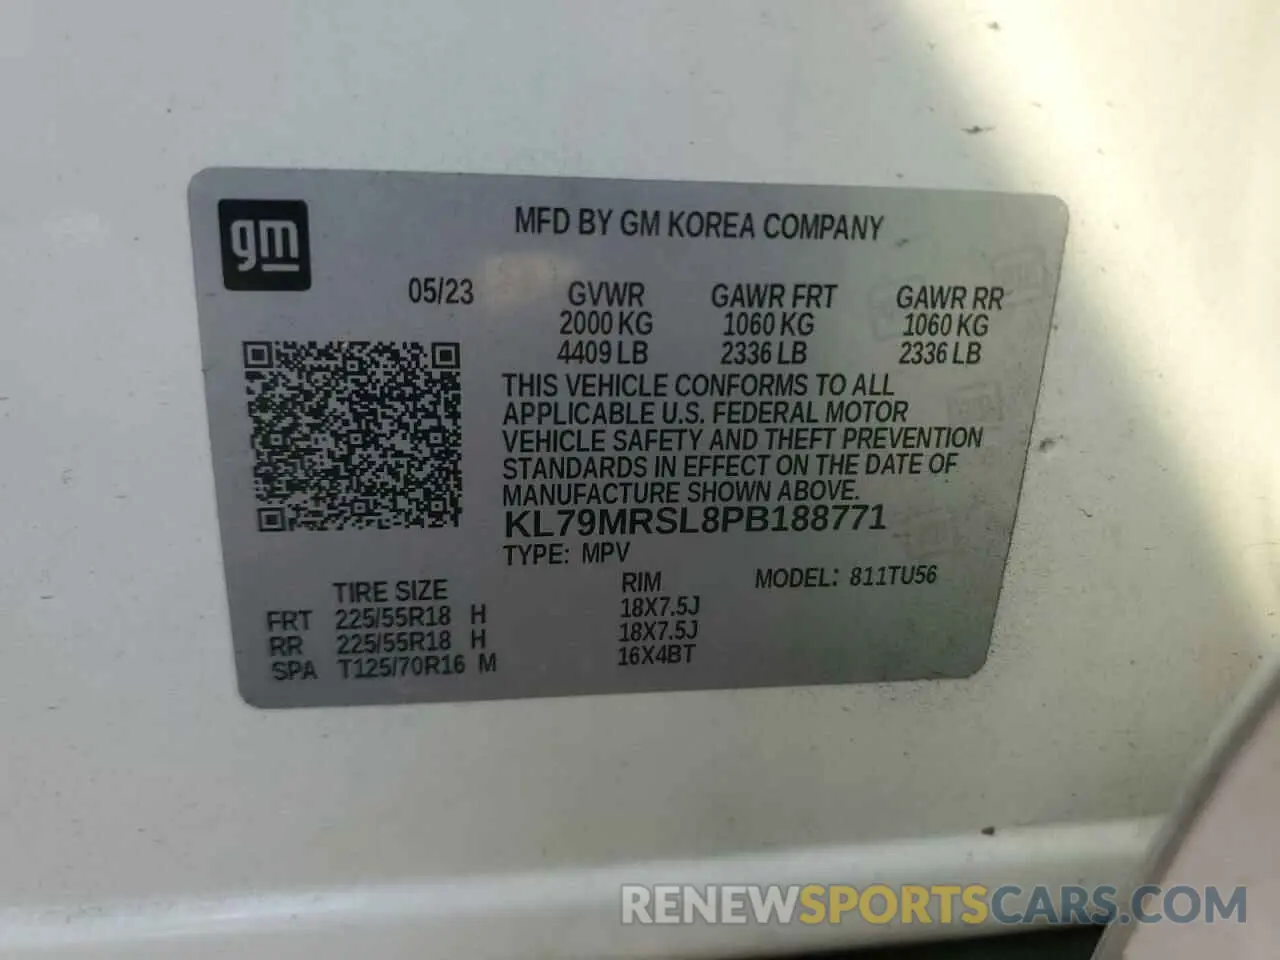 gm
MFD BY GM KOREA COMPANY
05/23
GVWR GAWR FRT GAWR RR
2000 KG 1060 KG 1060 KG
4409 LB 2336 LB 2336 LB
THIS VEHICLE CONFORMS TO ALL
APPLICABLE U.S. FEDERAL MOTOR
VEHICLE SAFETY AND THEFT PREVENTION
STANDARDS IN EFFECT ON THE DATE OF
MANUFACTURE SHOWN ABOVE.
KL79MRSL8PB188771
TYPE: MPV
TIRE SIZE RIM MODEL: 811TU56
FRT 225/55R18 H 18X7.5J
RR 225/55R18 H 18X7.5J
SPA T125/70R16 M 16X4BT
RENEWSPORTSCARS.COM